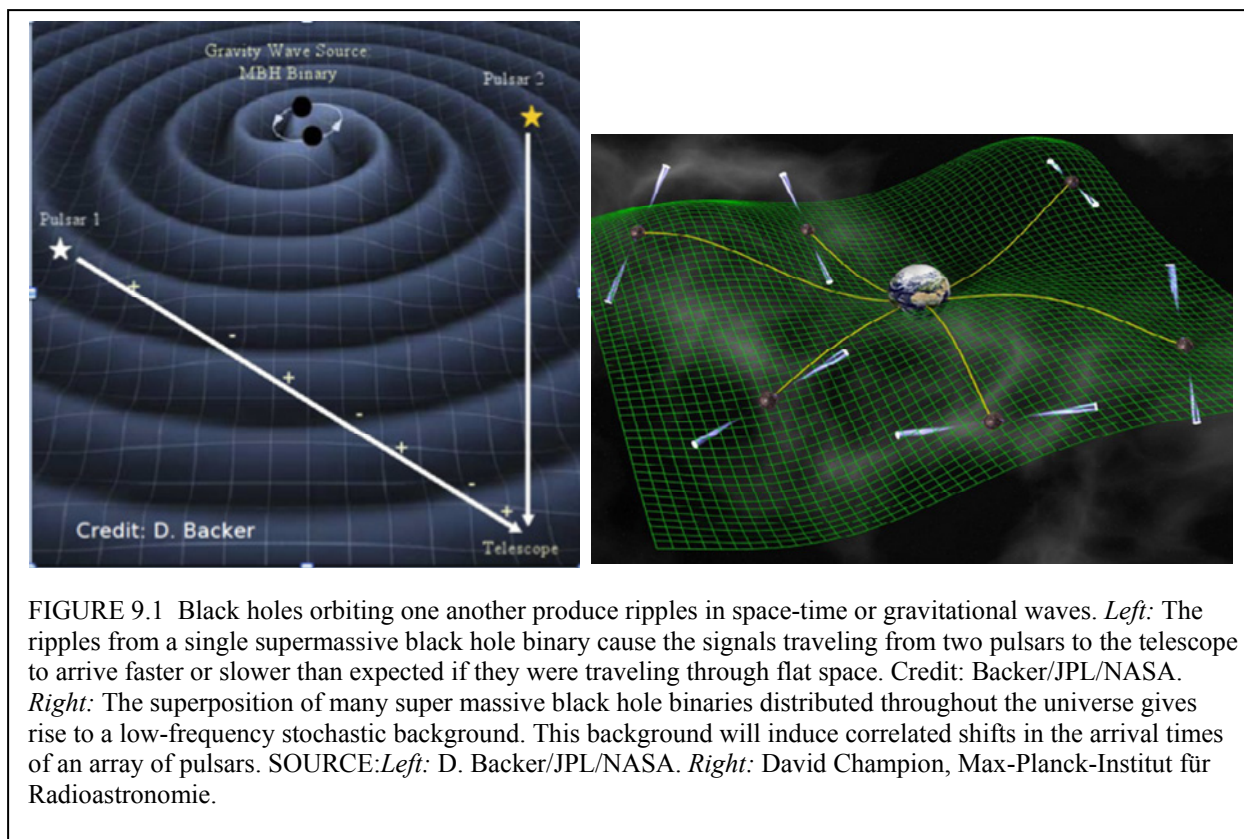 Gravity Wave Source
MBH Binary
Pulsar 2
Pulsar 1
+
-
+
-
+
-
+
Credit: D. Backer
Telescope
FIGURE 9.1 Black holes orbiting one another produce ripples in space-time or gravitational waves. Left: The
ripples from a single supermassive black hole binary cause the signals traveling from two pulsars to the telescope
to arrive faster or slower than expected if they were traveling through flat space. Credit: Backer/JPL/NASA.
Right: The superposition of many super massive black hole binaries distributed throughout the universe gives
rise to a low-frequency stochastic background. This background will induce correlated shifts in the arrival times
of an array of pulsars. SOURCE:Left: D. Backer/JPL/NASA. Right: David Champion, Max-Planck-Institut für
Radioastronomie.